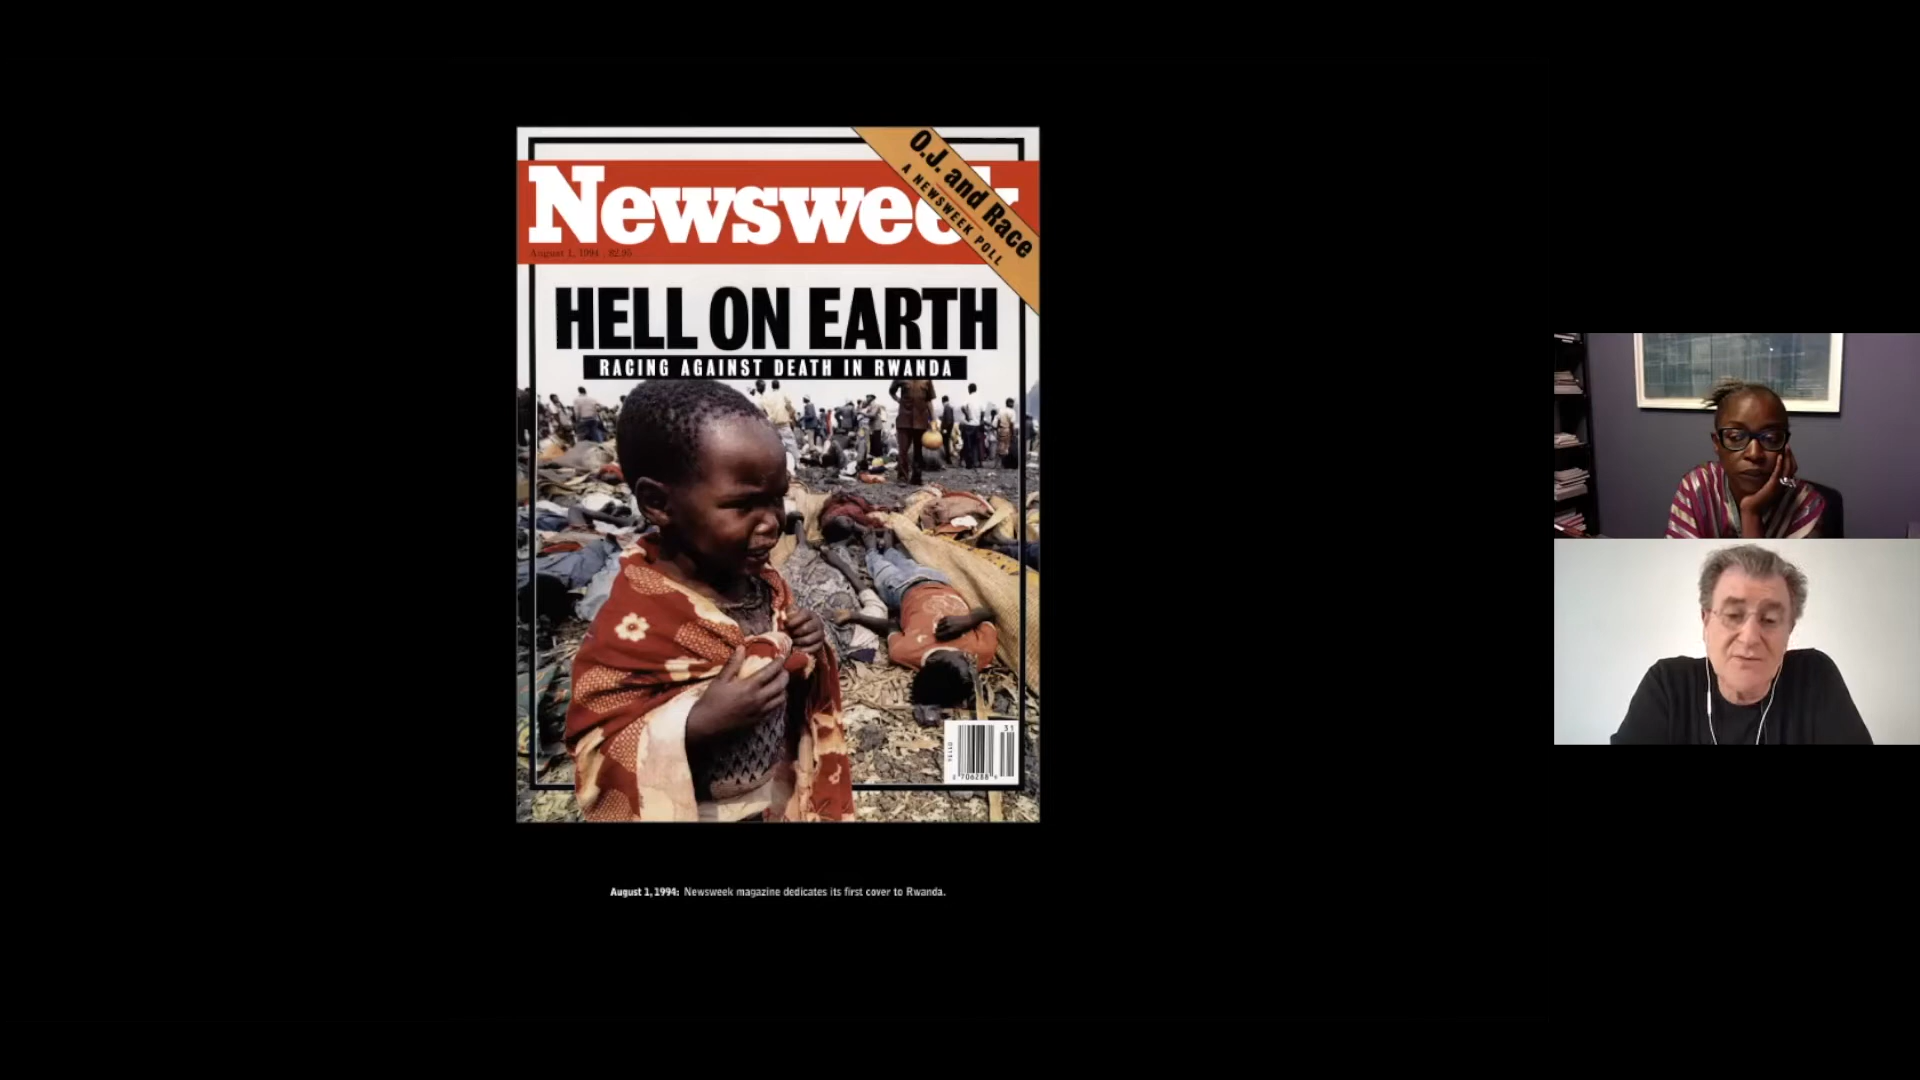 O.J. and Race
A NEWSWEEK POLL
Newsweek
August 1, 1994 : $2.95
HELL ON EARTH
RACING AGAINST DEATH IN RWANDA
31
August 1, 1994: Newsweek magazine dedicates its first cover to Rwanda.